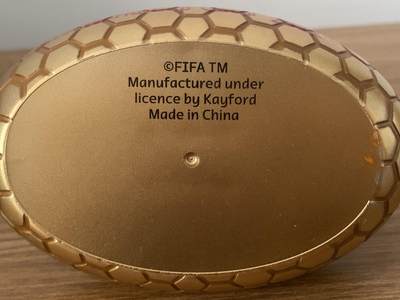 ©FIFA TM
Manufactured under
licence by Kayford
Made in China